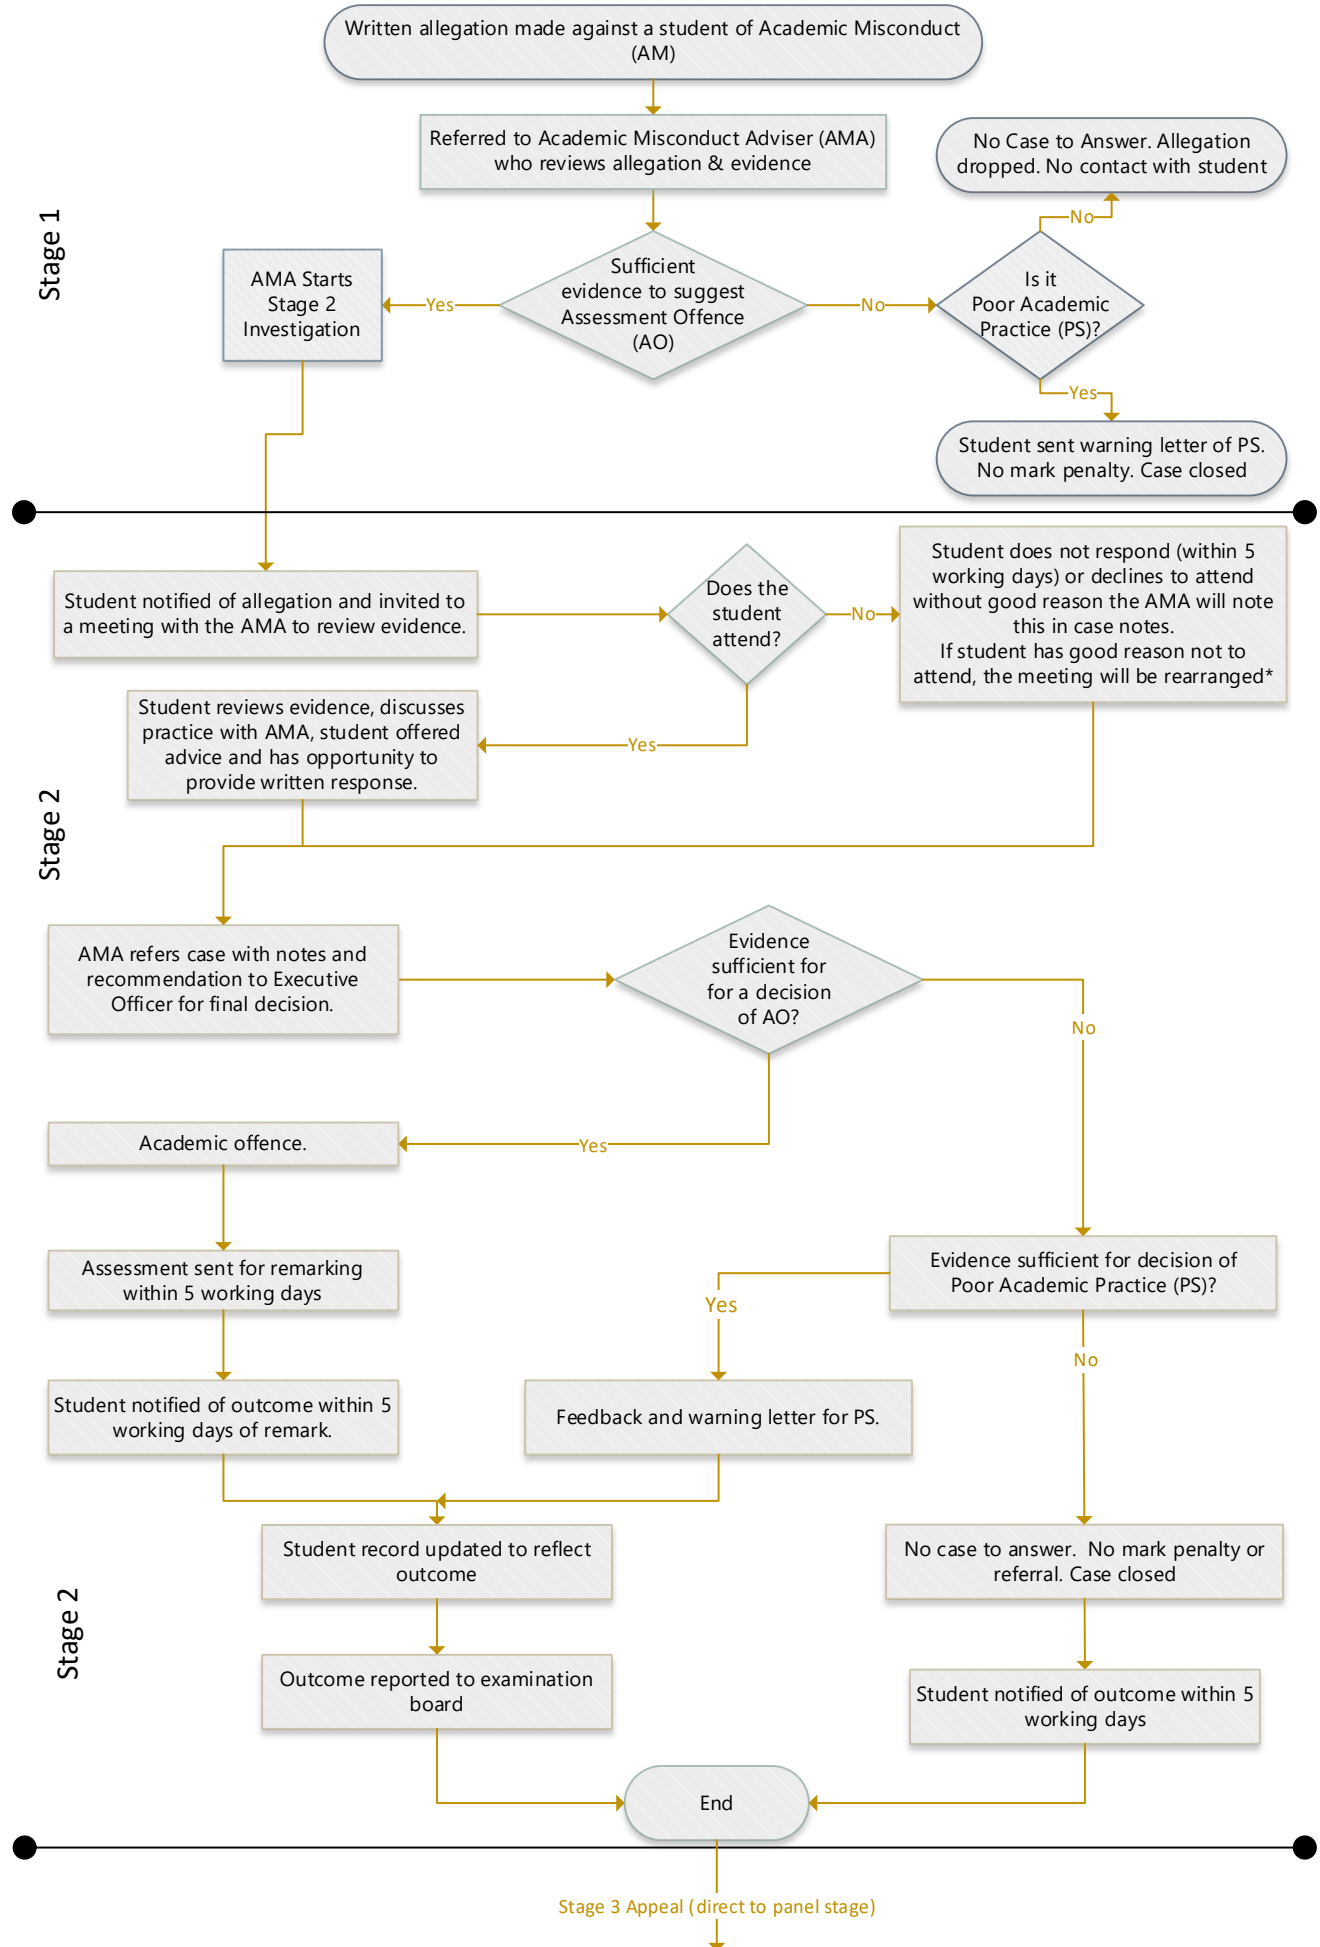 Written allegation made against a student of Academic Misconduct
(AM)
Referred to Academic Misconduct Adviser (AMA)
who reviews allegation & evidence
No Case to Answer. Allegation
dropped. No contact with student
Stage 1
No
AMA Starts
Stage 2
Investigation
Yes
Sufficient
evidence to suggest
Assessment Offence
(AO)
No
Is it
Poor Academic
Practice (PS)?
Yes
Student sent warning letter of PS.
No mark penalty. Case closed
Student notified of allegation and invited to
a meeting with the AMA to review evidence.
Does the
student
attend?
No
Student does not respond (within 5
working days) or declines to attend
without good reason the AMA will note
this in case notes.
If student has good reason not to
attend, the meeting will be rearranged*
Student reviews evidence, discusses
practice with AMA, student offered
advice and has opportunity to
provide written response.
Yes
Stage 2
AMA refers case with notes and
recommendation to Executive
Officer for final decision.
Evidence
sufficient for
for a decision
of AO?
No
Academic offence.
Yes
Assessment sent for remarking
within 5 working days
Evidence sufficient for decision of
Poor Academic Practice (PS)?
Yes
No
Student notified of outcome within 5
working days of remark.
Feedback and warning letter for PS.
Student record updated to reflect
outcome
No case to answer.  No mark penalty or
referral. Case closed
Stage 2
Outcome reported to examination
board
Student notified of outcome within 5
working days
End
Stage 3 Appeal (direct to panel stage)